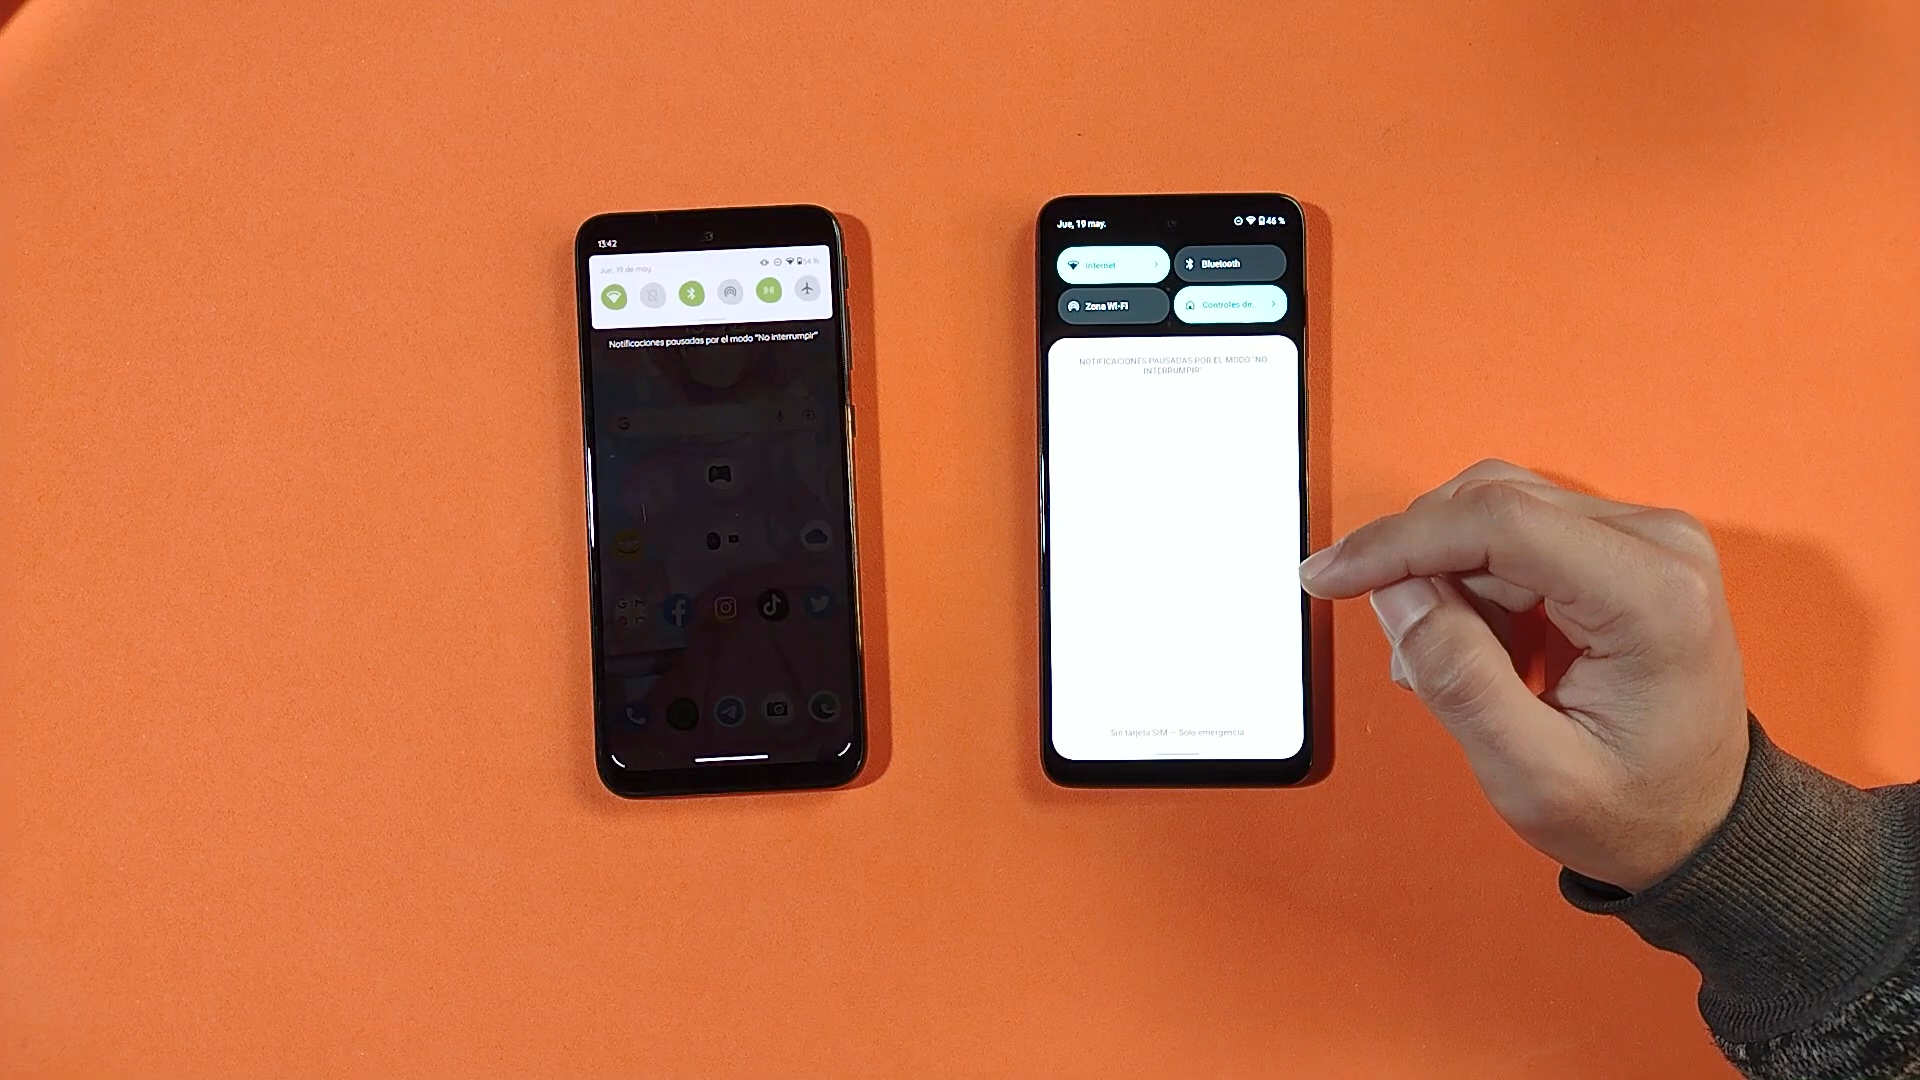 13:42
Jue, 19 de may.
54 %
Notificaciones pausadas por el modo "No interrumpir"
G
Jue, 19 may.
46 %
Internet
Bluetooth
Zona Wi-Fi
Controles de..
NOTIFICACIONES PAUSADAS POR EL MODO "NO
INTERRUMPIR"
Sin tarjeta SIM — Solo emergencia